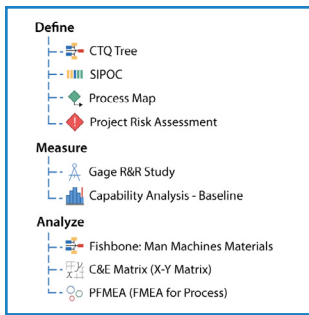 Define
CTQ Tree
SIPOC
Process Map
Project Risk Assessment
Measure
Gage R&R Study
Capability Analysis - Baseline
Analyze
Fishbone: Man Machines Materials
C&E Matrix (X-Y Matrix)
PFMEA (FMEA for Process)